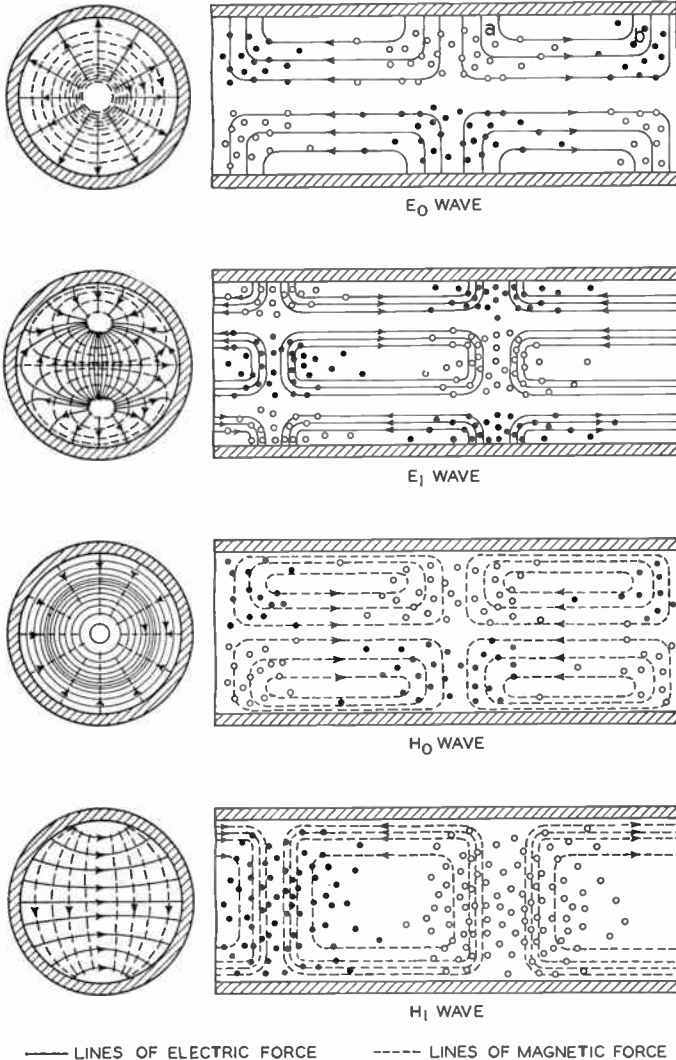 a b
E₀ WAVE
E₁ WAVE
H₀ WAVE
H₁ WAVE
LINES OF ELECTRIC FORCE LINES OF MAGNETIC FORCE